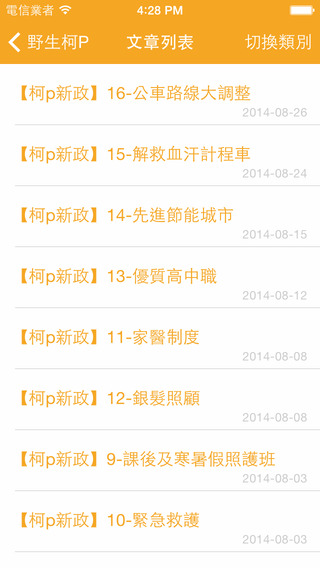 電信業者 4:28 PM
野生柯P 文章列表 切換類別
【柯p新政】16-公車路線大調整
2014-08-26
【柯p新政】15-解救血汗計程車
2014-08-24
【柯p新政】14-先進節能城市
2014-08-15
【柯p新政】13-優質高中職
2014-08-12
【柯p新政】11-家醫制度
2014-08-08
【柯p新政】12-銀髮照顧
2014-08-08
【柯p新政】9-課後及寒暑假照護班
2014-08-03
【柯p新政】10-緊急救護
2014-08-03